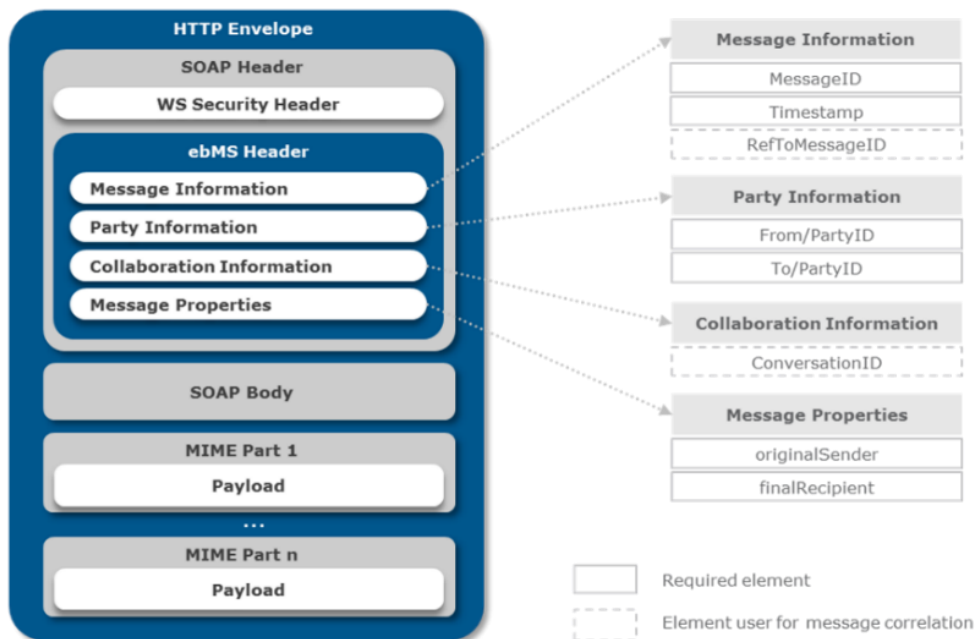 HTTP Envelope
SOAP Header
WS Security Header
ebMS Header
Message Information
Party Information
Collaboration Information
Message Properties
SOAP Body
MIME Part 1
Payload
...
MIME Part n
Payload
Message Information
MessageID
Timestamp
RefToMessageID
Party Information
From/PartyID
To/PartyID
Collaboration Information
ConversationID
Message Properties
originalSender
finalRecipient
Required element
Element user for message correlation